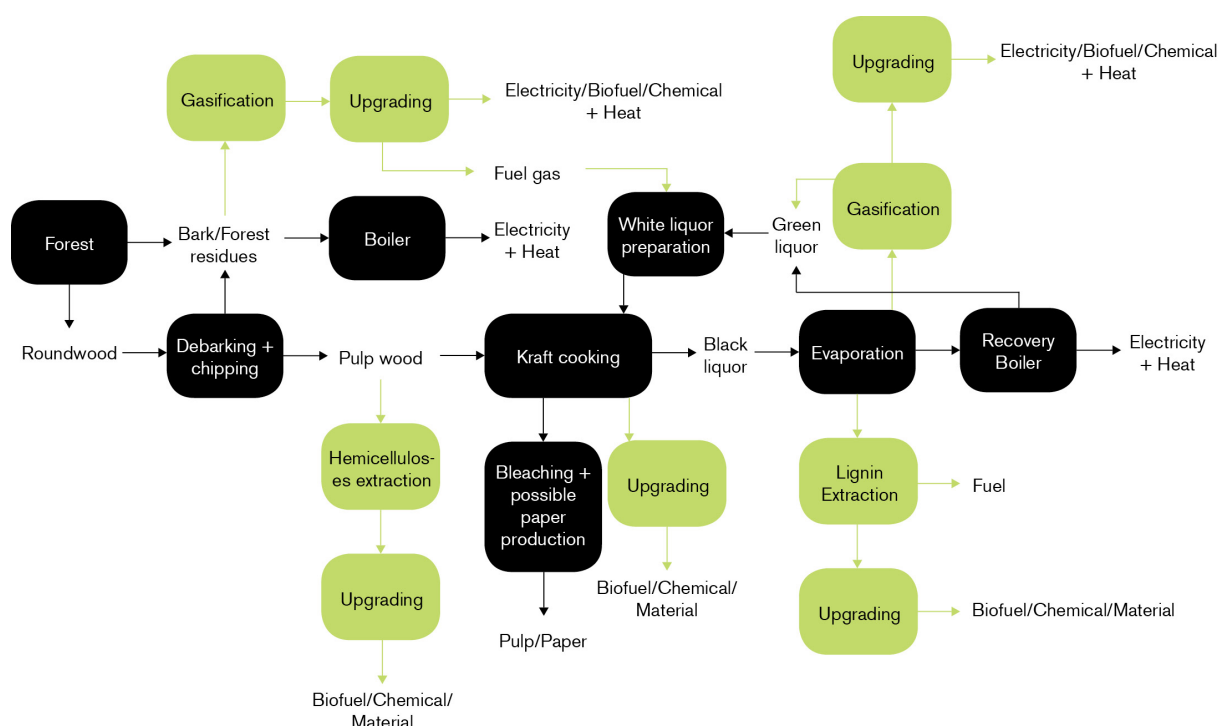 Upgrading
Electricity/Biofuel/Chemical
+ Heat
Gasification
Upgrading
Electricity/Biofuel/Chemical
+ Heat
Fuel gas
Gasification
Forest
Bark/Forest
residues
Boiler
Electricity
+ Heat
White liquor
preparation
Green
liquor
Roundwood
Debarking +
chipping
Pulp wood
Kraft cooking
Black
liquor
Evaporation
Recovery
Boiler
Electricity
+ Heat
Hemicellulos-
es extraction
Bleaching +
possible
paper
production
Upgrading
Lignin
Extraction
Fuel
Upgrading
Biofuel/Chemical/
Material
Pulp/Paper
Upgrading
Biofuel/Chemical/Material
Biofuel/Chemical/
Material